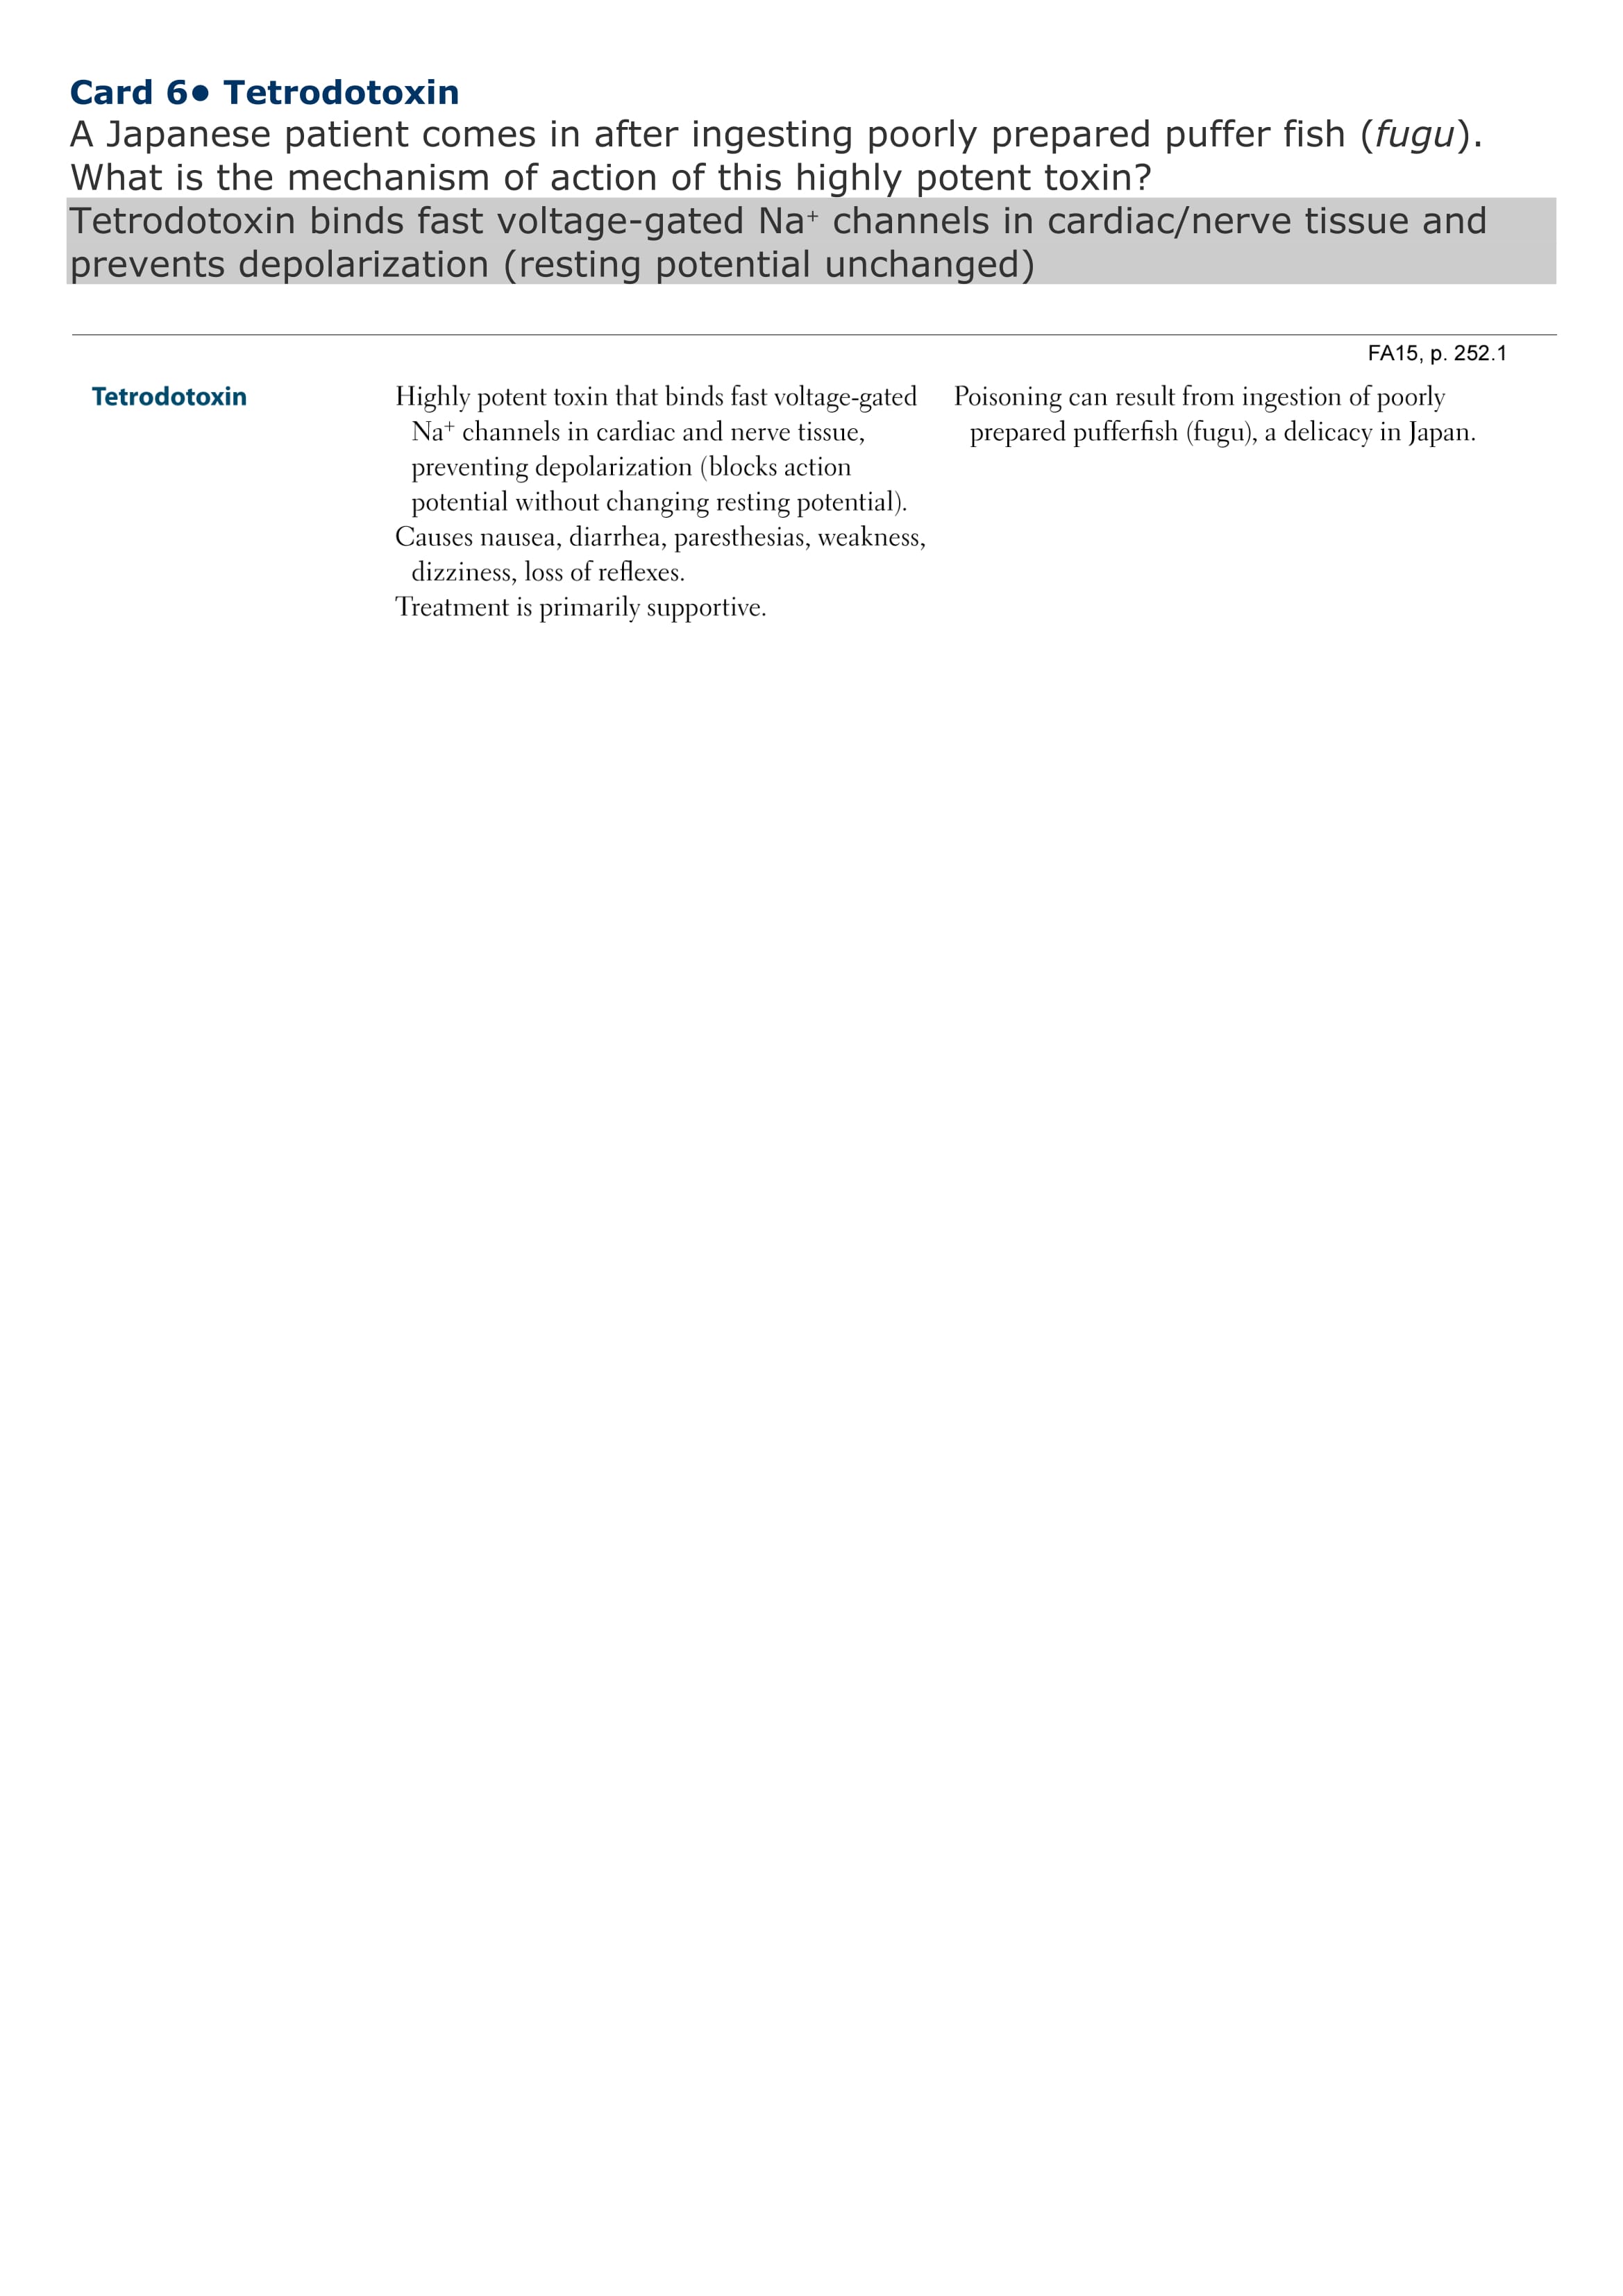 Card 6● Tetrodotoxin
A Japanese patient comes in after ingesting poorly prepared puffer fish (fugu).
What is the mechanism of action of this highly potent toxin?
Tetrodotoxin binds fast voltage-gated Na⁺ channels in cardiac/nerve tissue and
prevents depolarization (resting potential unchanged)
FA15, p. 252.1
Tetrodotoxin
Highly potent toxin that binds fast voltage-gated
Na⁺ channels in cardiac and nerve tissue,
preventing depolarization (blocks action
potential without changing resting potential).
Causes nausea, diarrhea, paresthesias, weakness,
dizziness, loss of reflexes.
Treatment is primarily supportive.
Poisoning can result from ingestion of poorly
prepared pufferfish (fugu), a delicacy in Japan.